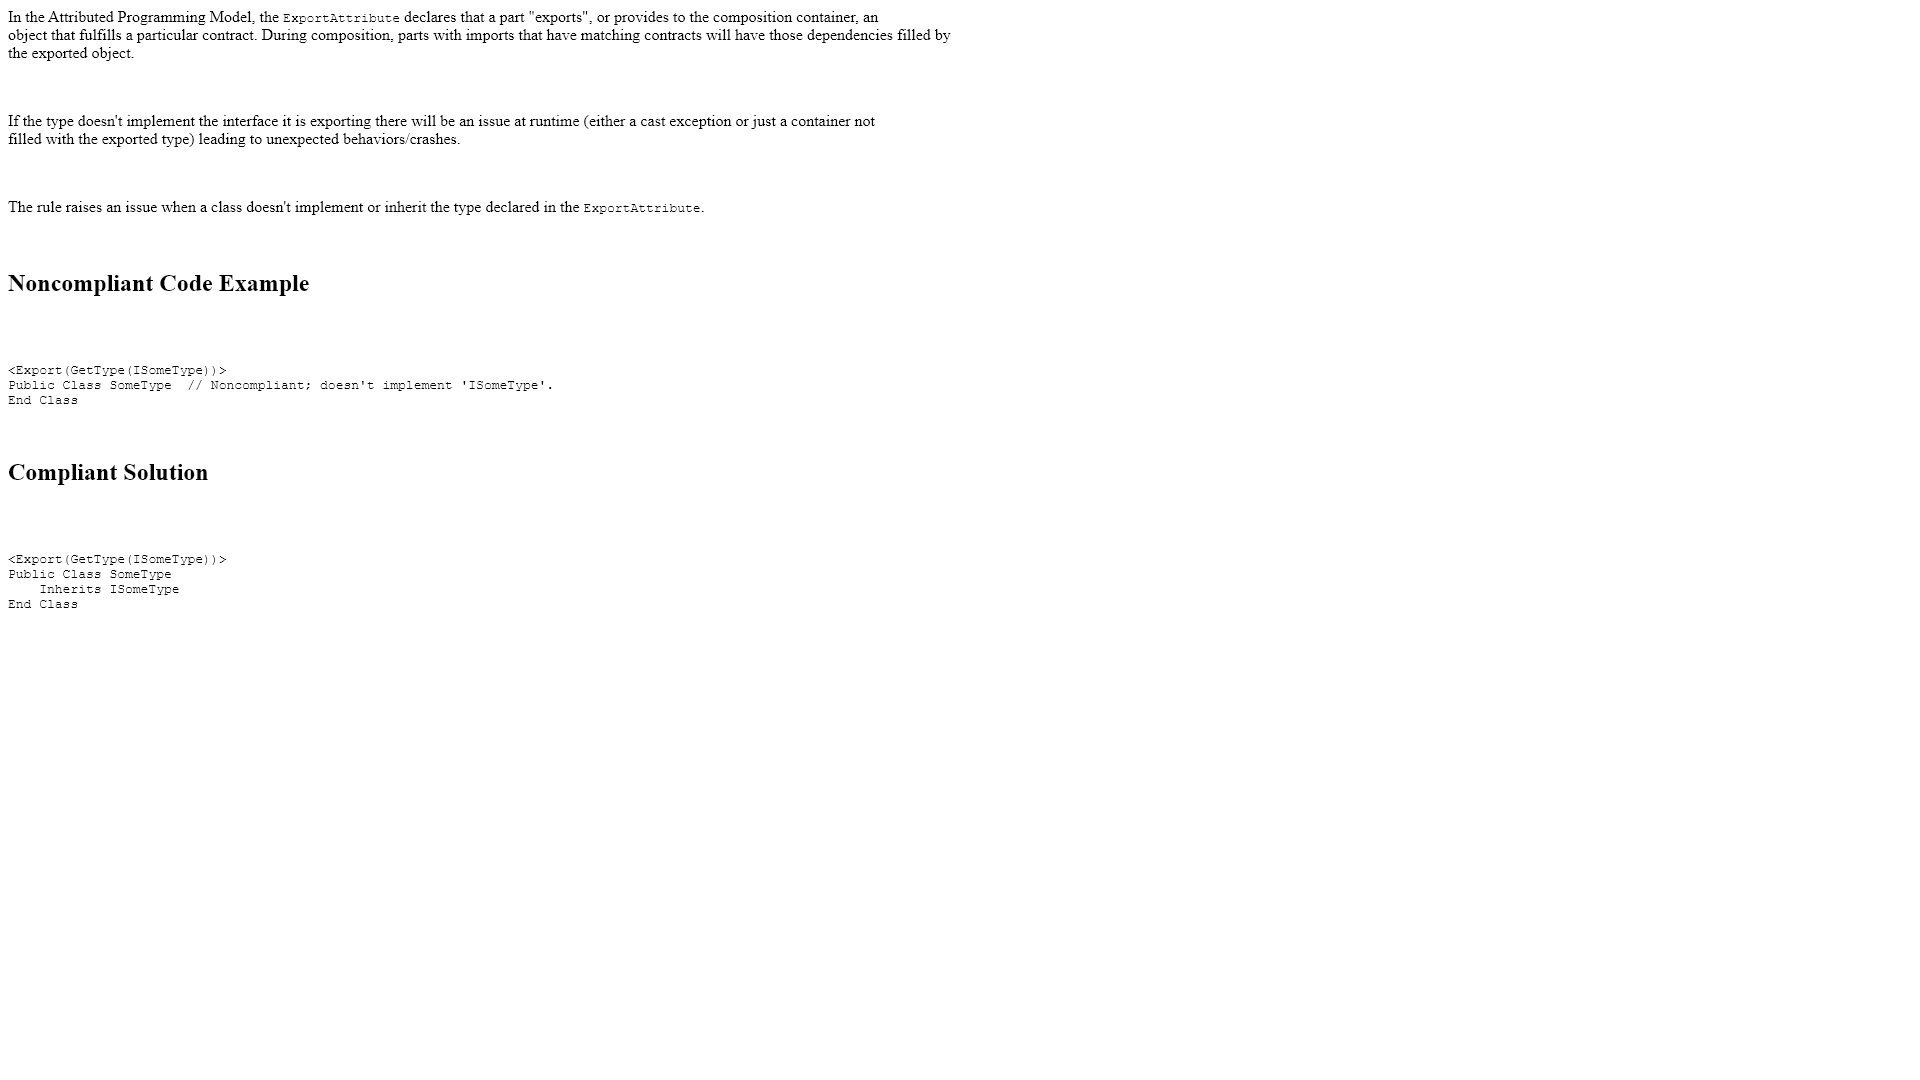 In the Attributed Programming Model, the ExportAttribute declares that a part "exports", or provides to the composition container, an
object that fulfills a particular contract. During composition, parts with imports that have matching contracts will have those dependencies filled by
the exported object.
If the type doesn't implement the interface it is exporting there will be an issue at runtime (either a cast exception or just a container not
filled with the exported type) leading to unexpected behaviors/crashes.
The rule raises an issue when a class doesn't implement or inherit the type declared in the ExportAttribute.
Noncompliant Code Example
<Export(GetType(ISomeType))>
Public Class SomeType  // Noncompliant; doesn't implement 'ISomeType'.
End Class
Compliant Solution
<Export(GetType(ISomeType))>
Public Class SomeType
    Inherits ISomeType
End Class